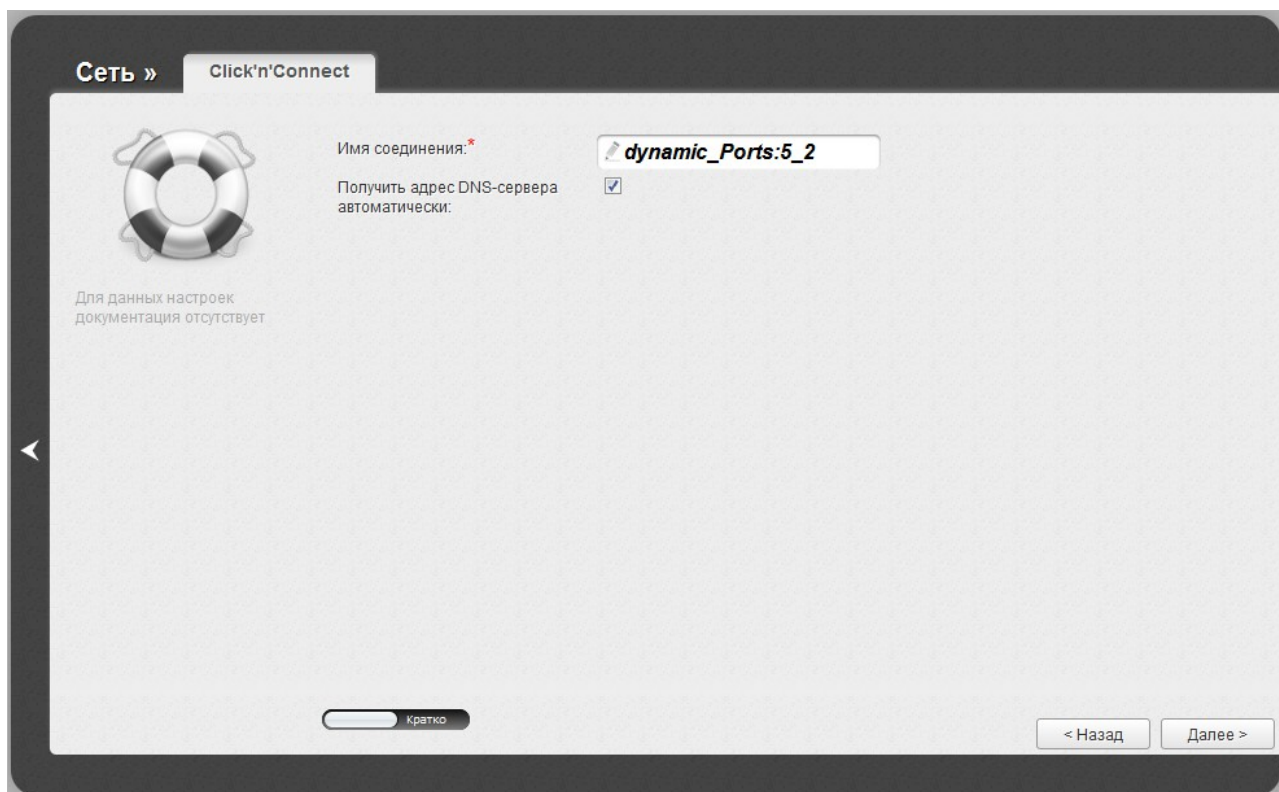 Сеть »
Click'n'Connect
Имя соединения:*
dynamic_Ports:5_2
Получить адрес DNS-сервера
автоматически:
Для данных настроек
документация отсутствует
Кратко
< Назад
Далее >